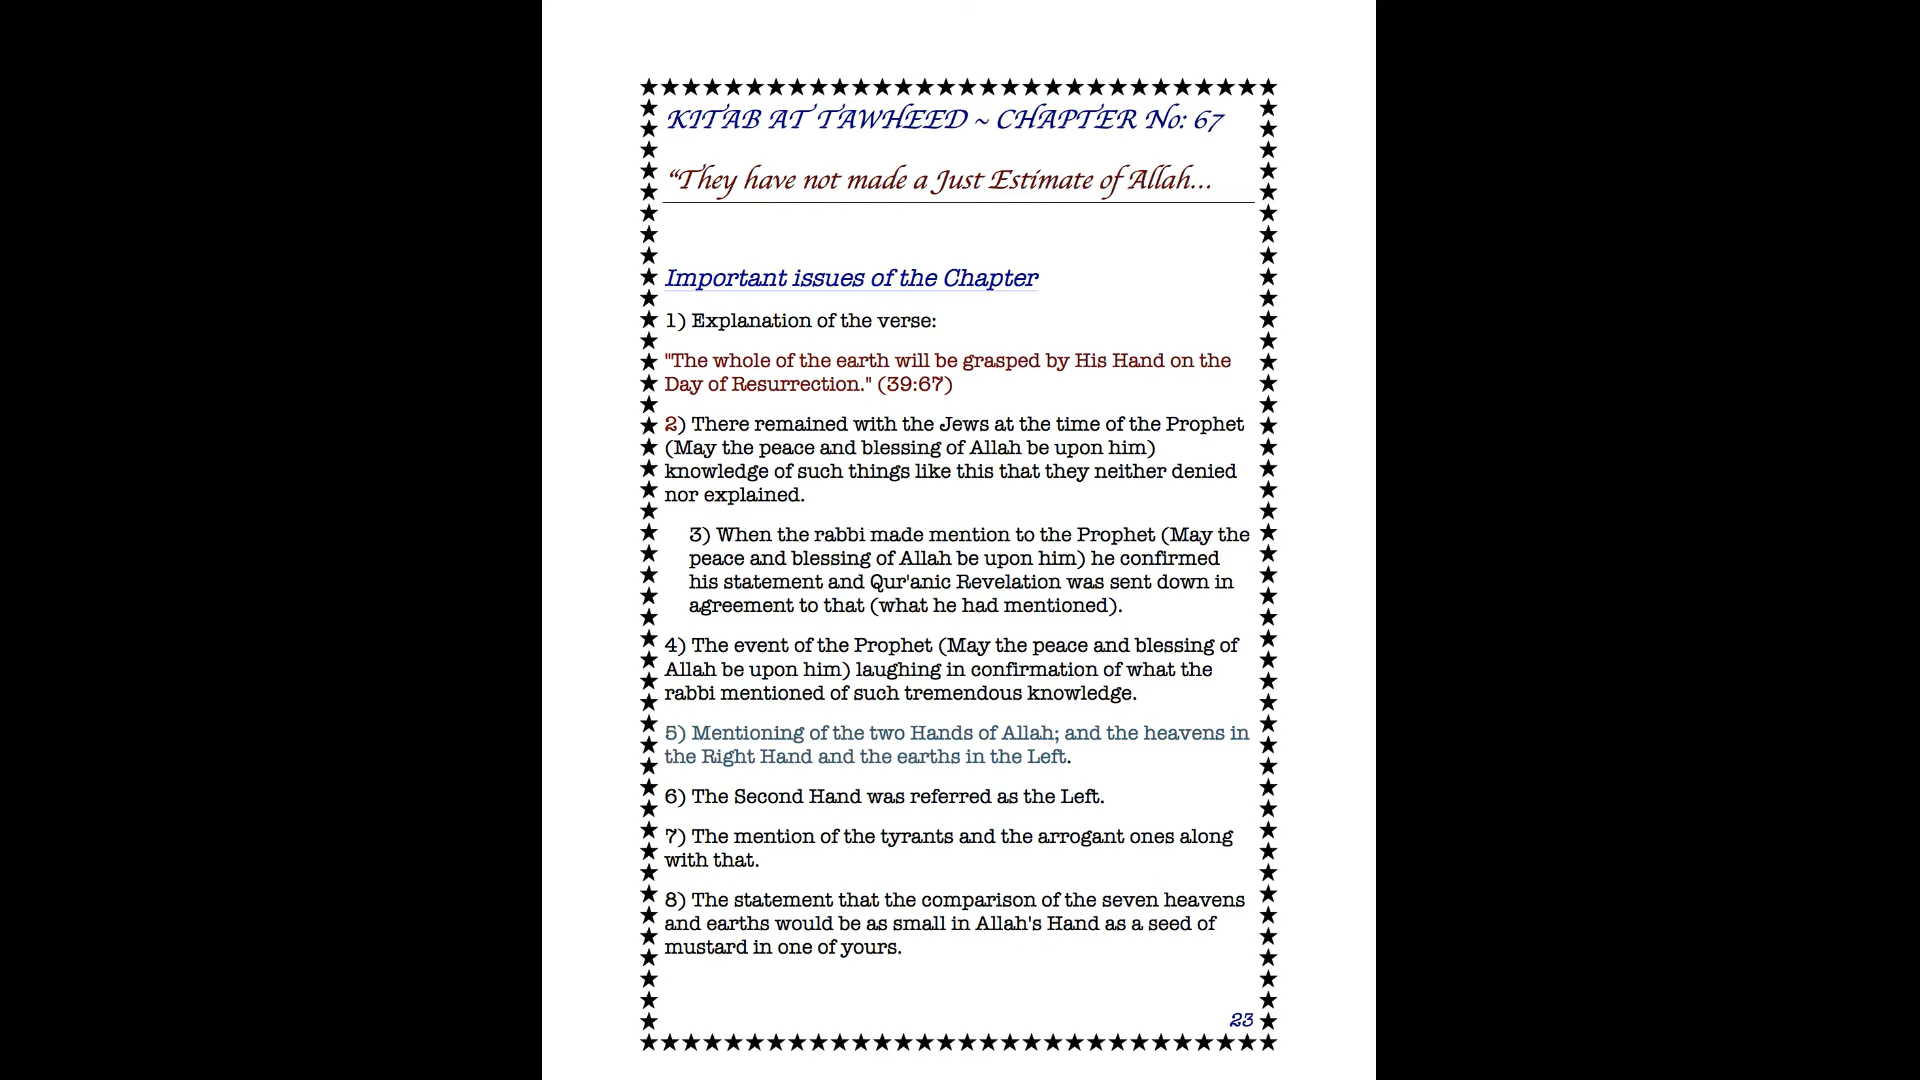 KITAB AT TAWHEED ~ CHAPTER No: 67
“They have not made a Just Estimate of Allah...
Important issues of the Chapter
1) Explanation of the verse:
"The whole of the earth will be grasped by His Hand on the
Day of Resurrection." (39:67)
2) There remained with the Jews at the time of the Prophet
(May the peace and blessing of Allah be upon him)
knowledge of such things like this that they neither denied
nor explained.
3) When the rabbi made mention to the Prophet (May the
peace and blessing of Allah be upon him) he confirmed
his statement and Qur'anic Revelation was sent down in
agreement to that (what he had mentioned).
4) The event of the Prophet (May the peace and blessing of
Allah be upon him) laughing in confirmation of what the
rabbi mentioned of such tremendous knowledge.
5) Mentioning of the two Hands of Allah; and the heavens in
the Right Hand and the earths in the Left.
6) The Second Hand was referred as the Left.
7) The mention of the tyrants and the arrogant ones along
with that.
8) The statement that the comparison of the seven heavens
and earths would be as small in Allah's Hand as a seed of
mustard in one of yours.
23